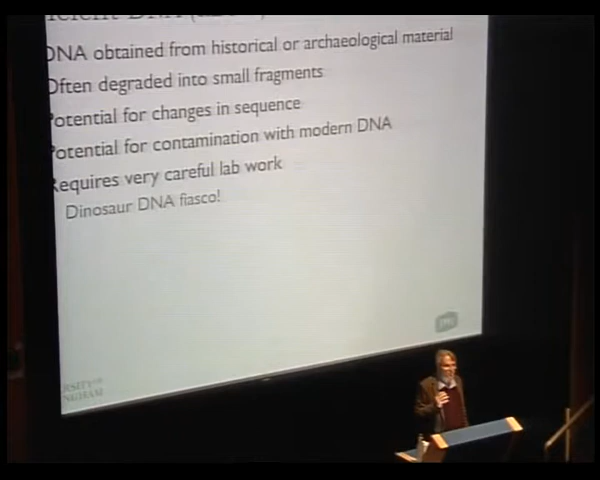 DNA obtained from historical or archaeological material
Often degraded into small fragments
Potential for changes in sequence
Potential for contamination with modern DNA
Requires very careful lab work
Dinosaur DNA fiasco!